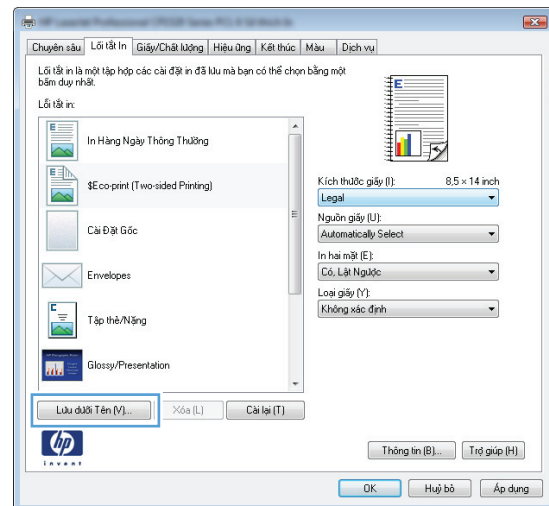 Chuyên sâu
Lối tắt In
Giấy/Chất lượng
Hiệu ứng
Kết thúc
Màu
Dịch vụ
Lối tắt in là một tập hợp các cài đặt in đã lưu mà bạn có thể chọn bằng một
bấm duy nhất.
Lối tắt in:
In Hàng Ngày Thông Thường
$Eco-print (Two-sided Printing)
Cài Đặt Gốc
Envelopes
Tập thẻ/Nặng
Glossy/Presentation
Kích thước giấy (I):
8,5 × 14 inch
Legal
Nguồn giấy (U):
Automatically Select
In hai mặt (E):
Có, Lật Ngược
Loại giấy (Y):
Không xác định
Lưu dưới Tên (V)...
Xóa (L)
Cài lại (T)
hp
invent
Thông tin (B)...
Trợ giúp (H)
OK
Huỷ bỏ
Áp dụng